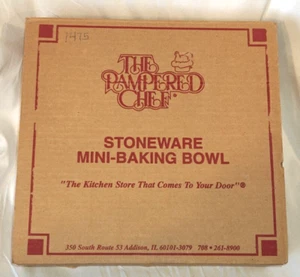 1475
THE
PAMPERED
CHEF®
STONEWARE
MINI-BAKING BOWL
"The Kitchen Store That Comes To Your Door"®
350 South Route 53 Addison, IL 60101-3079 708 • 261-8900